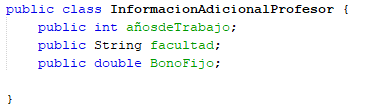 public class InformacionAdicionalProfesor {
public int añosdeTrabajo;
public String facultad;
public double BonoFijo;
}